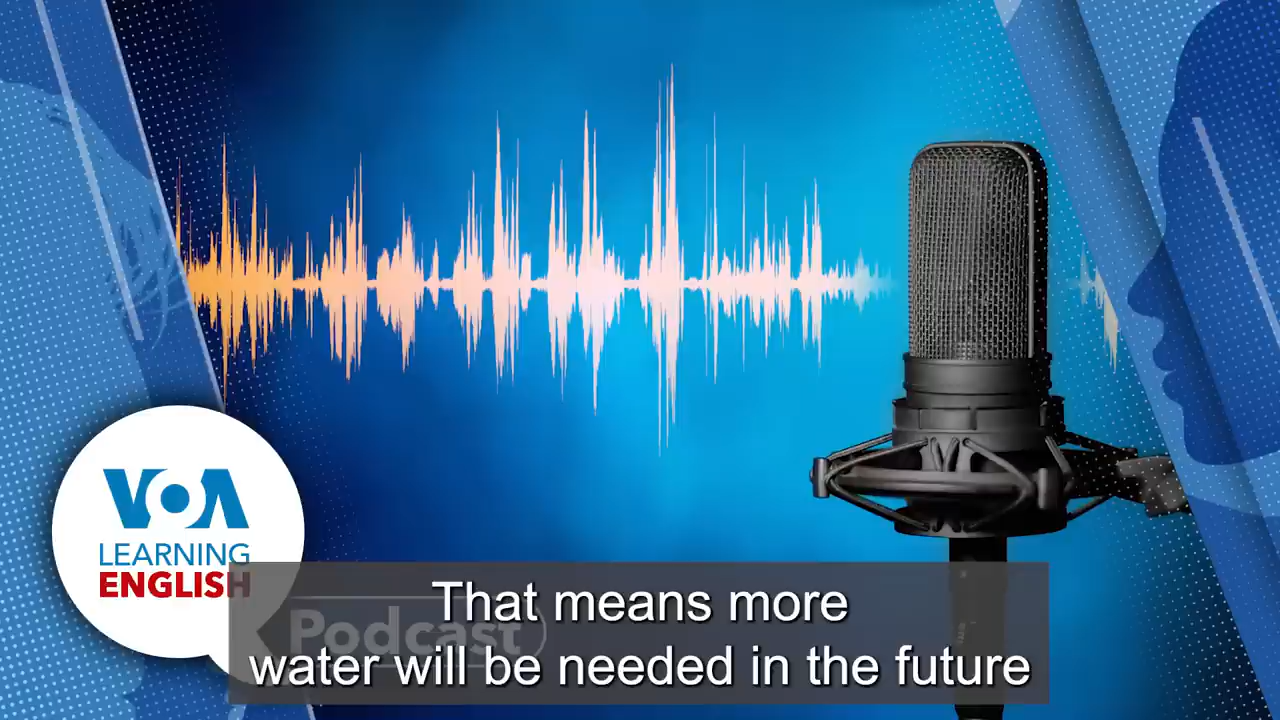 VOA
LEARNING
ENGLISH
Podcast
That means more
water will be needed in the future